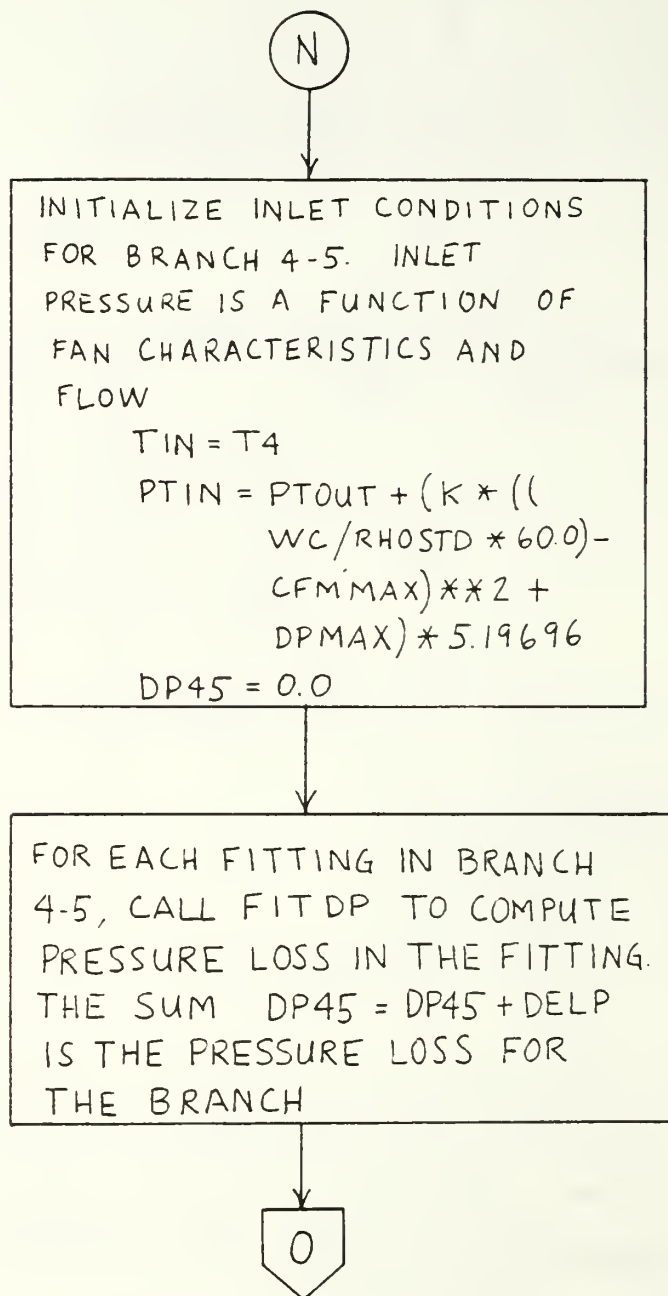 N
INITIALIZE INLET CONDITIONS
FOR BRANCH 4-5. INLET
PRESSURE IS A FUNCTION OF
FAN CHARACTERISTICS AND
FLOW
TIN = T4
PTIN = PTOUT + (K * ((
WC/RHOSTD * 60.0) -
CFMMAX) ** 2 +
DPMAX) * 5.19696
DP45 = 0.0
FOR EACH FITTING IN BRANCH
4-5, CALL FITDP TO COMPUTE
PRESSURE LOSS IN THE FITTING.
THE SUM DP45 = DP45 + DELP
IS THE PRESSURE LOSS FOR
THE BRANCH
O